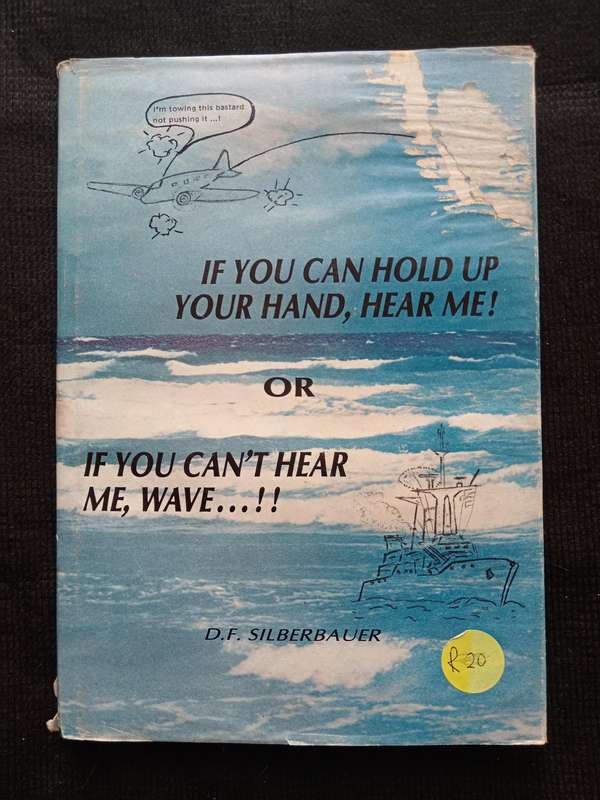 I'm towing this bastard
not pushing it ...!
IF YOU CAN HOLD UP
YOUR HAND, HEAR ME!
OR
IF YOU CAN'T HEAR
ME, WAVE...!!
D.F. SILBERBAUER
R 20